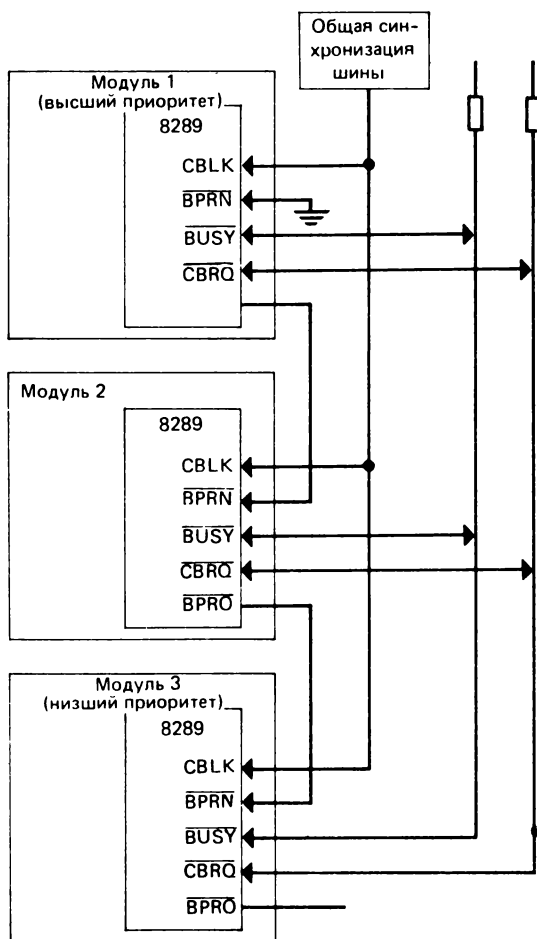 Общая син-
хронизация
шины
Модуль 1
(высший приоритет)
8289
CBLK
BPRN
BUSY
CBRQ
Модуль 2
8289
CBLK
BPRN
BUSY
CBRQ
BPRO
Модуль 3
(низший приоритет)
8289
CBLK
BPRN
BUSY
CBRQ
BPRO